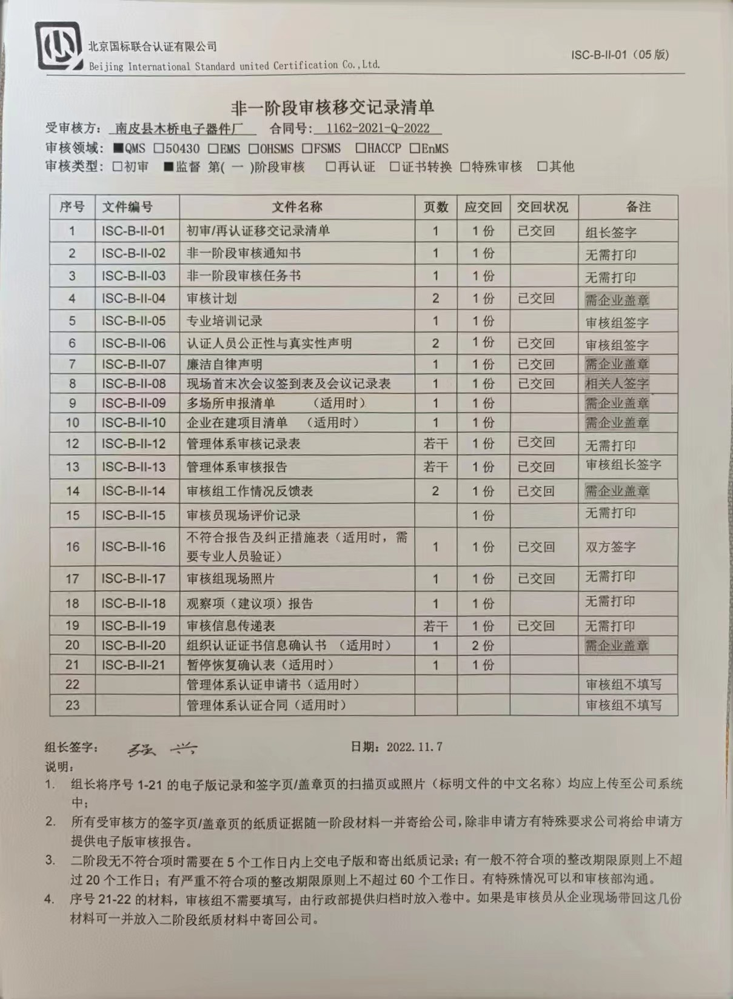 北京国标联合认证有限公司
Beijing International Standard united Certification Co.,Ltd.
ISC-B-II-01（05 版)
非一阶段审核移交记录清单
受审核方： 南皮县木桥电子器件厂 合同号: 1162-2021-Q-2022
审核领域：■QMS □50430 □EMS □OHSMS □FSMS □HACCP □EnMS
审核类型：□初审 ■监督 第( 一 )阶段审核 □再认证 □证书转换 □特殊审核 □其他
序号 文件编号 文件名称 页数 应交回 交回状况 备注
1 ISC-B-II-01 初审/再认证移交记录清单 1 1 份 已交回 组长签字
2 ISC-B-II-02 非一阶段审核通知书 1 1 份 无需打印
3 ISC-B-II-03 非一阶段审核任务书 1 1 份 无需打印
4 ISC-B-II-04 审核计划 2 1 份 已交回 需企业盖章
5 ISC-B-II-05 专业培训记录 1 1 份 审核组签字
6 ISC-B-II-06 认证人员公正性与真实性声明 2 1 份 已交回 审核组签字
7 ISC-B-II-07 廉洁自律声明 1 1 份 已交回 需企业盖章
8 ISC-B-II-08 现场首末次会议签到表及会议记录表 1 1 份 已交回 相关人签字
9 ISC-B-II-09 多场所申报清单 （适用时） 1 1 份 需企业盖章
10 ISC-B-II-10 企业在建项目清单 （适用时） 1 1 份 需企业盖章
12 ISC-B-II-12 管理体系审核记录表 若干 1 份 已交回 无需打印
13 ISC-B-II-13 管理体系审核报告 若干 1 份 已交回 审核组长签字
14 ISC-B-II-14 审核组工作情况反馈表 2 1 份 已交回 需企业盖章
15 ISC-B-II-15 审核员现场评价记录 1 份 无需打印
16 ISC-B-II-16 不符合报告及纠正措施表（适用时，需
要专业人员验证） 1 1 份 已交回 双方签字
17 ISC-B-II-17 审核组现场照片 1 1 份 已交回 无需打印
18 ISC-B-II-18 观察项（建议项）报告 1 1 份 无需打印
19 ISC-B-II-19 审核信息传递表 若干 1 份 已交回 无需打印
20 ISC-B-II-20 组织认证证书信息确认书 （适用时） 1 2 份 需企业盖章
21 ISC-B-II-21 暂停恢复确认表（适用时） 1 1 份
22 管理体系认证申请书（适用时） 审核组不填写
23 管理体系认证合同（适用时） 审核组不填写
组长签字： 强 兴 日期：2022.11.7
说明：
1. 组长将序号 1-21 的电子版记录和签字页/盖章页的扫描页或照片（标明文件的中文名称）均应上传至公司系统
中；
2. 所有受审核方的签字页/盖章页的纸质证据随一阶段材料一并寄给公司，除非申请方有特殊要求公司将给申请方
提供电子版审核报告。
3. 二阶段无不符合项时需要在 5 个工作日内上交电子版和寄出纸质记录；有一般不符合项的整改期限原则上不超
过 20 个工作日；有严重不符合项的整改期限原则上不超过 60 个工作日。有特殊情况可以和审核部沟通。
4. 序号 21-22 的材料，审核组不需要填写，由行政部提供归档时放入卷中。如果是审核员从企业现场带回这几份
材料可一并放入二阶段纸质材料中寄回公司。